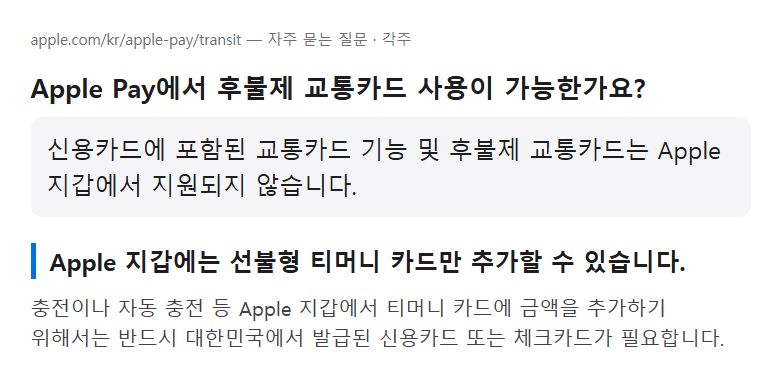 apple.com/kr/apple-pay/transit — 자주 묻는 질문 · 각주
Apple Pay에서 후불제 교통카드 사용이 가능한가요?
신용카드에 포함된 교통카드 기능 및 후불제 교통카드는 Apple
지갑에서 지원되지 않습니다.
Apple 지갑에는 선불형 티머니 카드만 추가할 수 있습니다.
충전이나 자동 충전 등 Apple 지갑에서 티머니 카드에 금액을 추가하기
위해서는 반드시 대한민국에서 발급된 신용카드 또는 체크카드가 필요합니다.